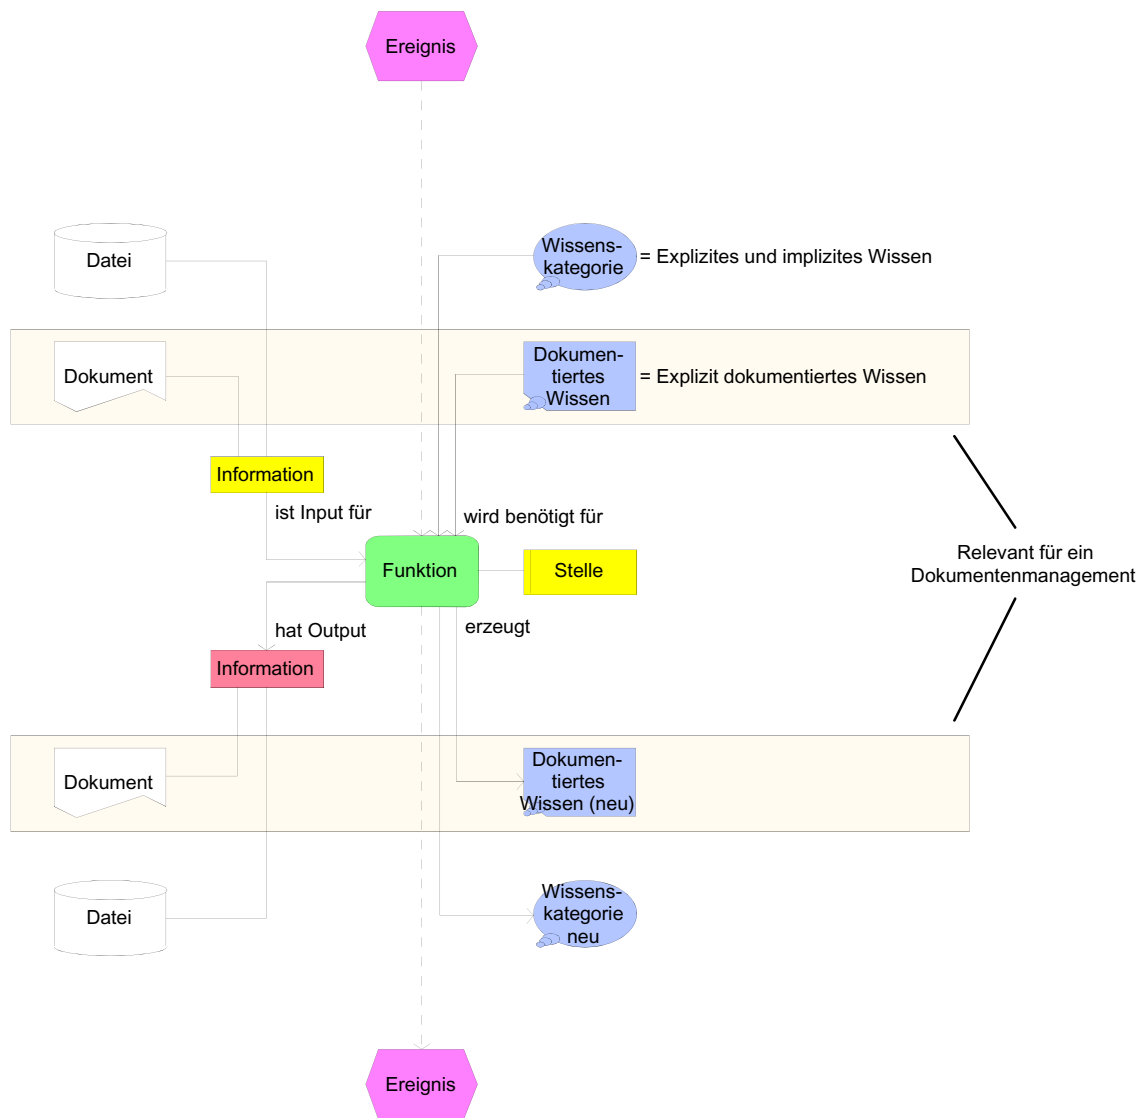 Ereignis
Datei
Wissens-
kategorie
= Explizites und implizites Wissen
Dokument
Dokumen-
tiertes
Wissen
= Explizit dokumentiertes Wissen
Information
ist Input für
wird benötigt für
Funktion
Stelle
Relevant für ein
Dokumentenmanagement
hat Output
erzeugt
Information
Dokument
Dokumen-
tiertes
Wissen (neu)
Datei
Wissens-
kategorie
neu
Ereignis